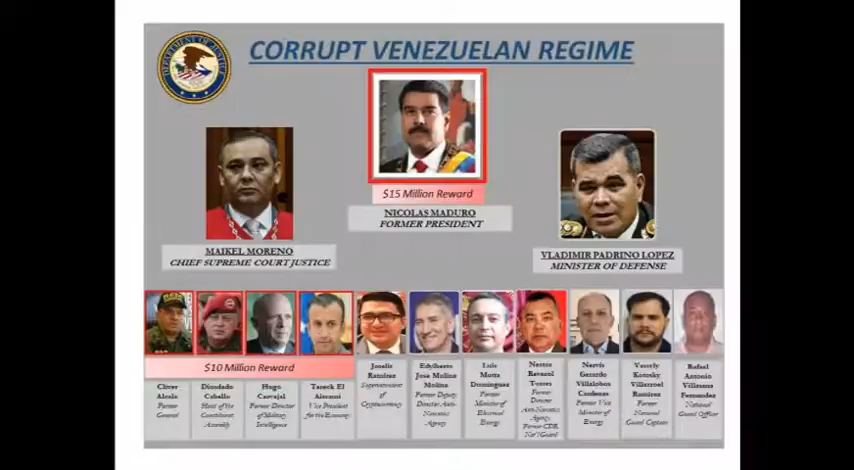 CORRUPT VENEZUELAN REGIME
$15 Million Reward
NICOLAS MADURO
FORMER PRESIDENT
MAIKEL MORENO
CHIEF SUPREME COURT JUSTICE
VLADIMIR PADRINO LOPEZ
MINISTER OF DEFENSE
$10 Million Reward
Cliver
Alcala
Former
General
Diosdado
Cabello
Head of the
Constituent
Assembly
Hugo
Carvajal
Former Director
of Military
Intelligence
Tareck El
Aissami
Vice President
for the Economy
Joselit
Ramirez
Superintendent
of
Cryptocurrency
Edylberto
Jose Molina
Molina
Former Deputy
Director, Anti-
Narcotics
Agency
Luis
Motta
Dominguez
Former
Minister of
Electrical
Energy
Nestor
Reverol
Torres
Former
Director
Anti-Narcotics
Agency,
Former CDR,
Nat'l Guard
Nervis
Gerardo
Villalobos
Cardenas
Former Vice
Minister of
Energy
Vassyly
Kotosky
Villarroel
Ramirez
Former
National
Guard Captain
Rafael
Antonio
Villasana
Fernandez
National
Guard Officer